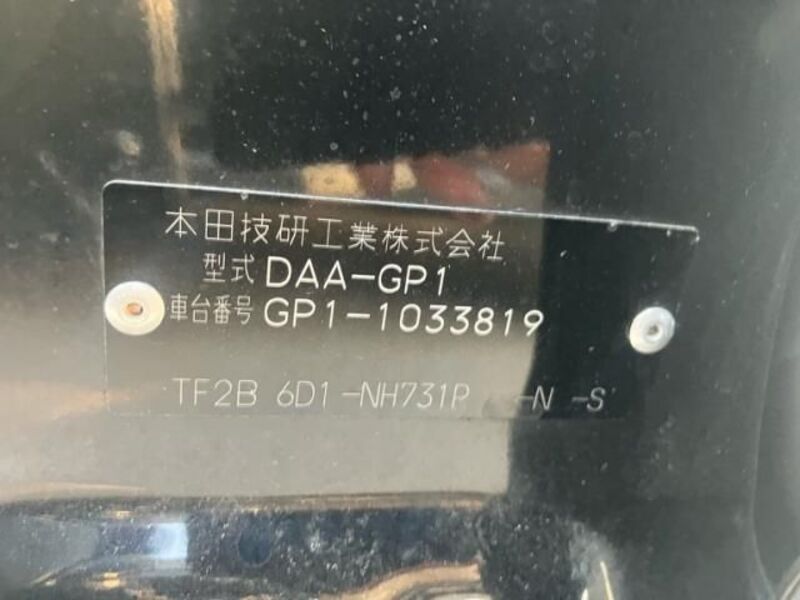 本田技研工業株式会社
型式 DAA-GP1
車台番号 GP1-1033819
TF2B 6D1-NH731P -N -S